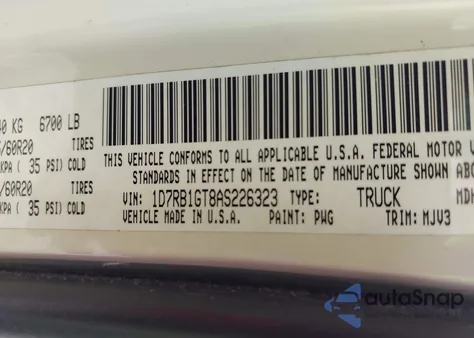 40 KG 6700 LB
/60R20 TIRES
KPA ( 35 PSI) COLD
/60R20 TIRES
KPA ( 35 PSI) COLD
THIS VEHICLE CONFORMS TO ALL APPLICABLE U.S.A. FEDERAL MOTOR V
STANDARDS IN EFFECT ON THE DATE OF MANUFACTURE SHOWN ABO
VIN: 1D7RB1GT8AS226323 TYPE: TRUCK MDH
VEHICLE MADE IN U.S.A. PAINT: PWG TRIM: MJV3
autoSnap